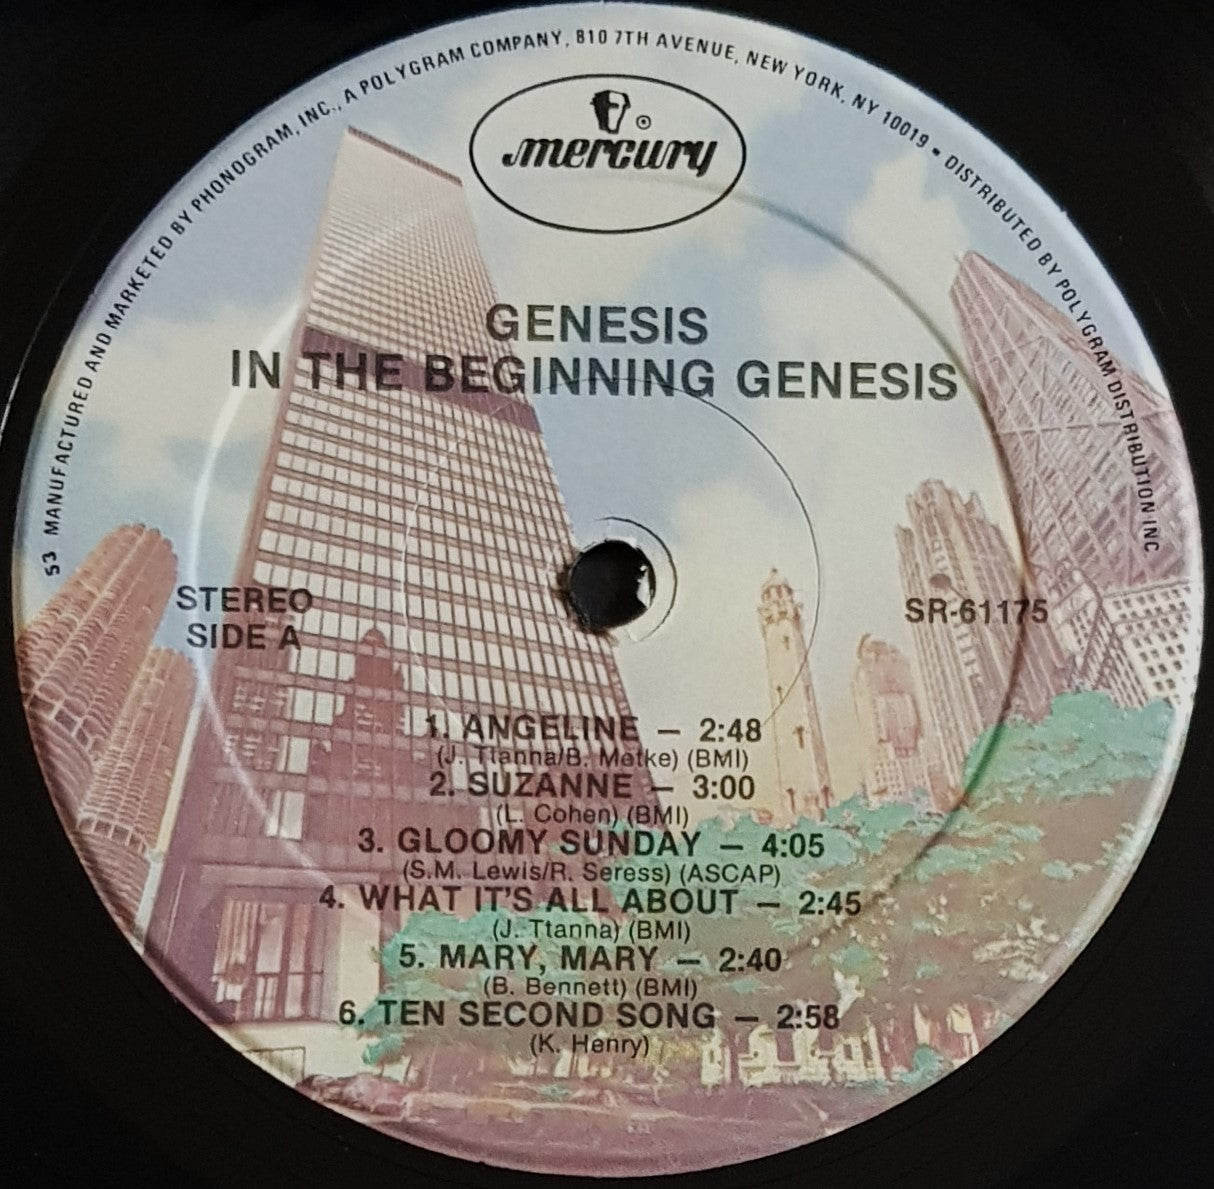 53 MANUFACTURED AND MARKETED BY PHONOGRAM, INC., A POLYGRAM COMPANY, 810 7TH AVENUE, NEW YORK, NY 10019 • DISTRIBUTED BY POLYGRAM DISTRIBUTION INC
mercury
GENESIS
IN THE BEGINNING GENESIS
STEREO
SIDE A
SR-61175
1. ANGELINE — 2:48
(J. Ttanna/B. Metke) (BMI)
2. SUZANNE — 3:00
(L. Cohen) (BMI)
3. GLOOMY SUNDAY — 4:05
(S.M. Lewis/R. Seress) (ASCAP)
4. WHAT IT'S ALL ABOUT — 2:45
(J. Ttanna) (BMI)
5. MARY, MARY — 2:40
(B. Bennett) (BMI)
6. TEN SECOND SONG — 2:58
(K. Henry)